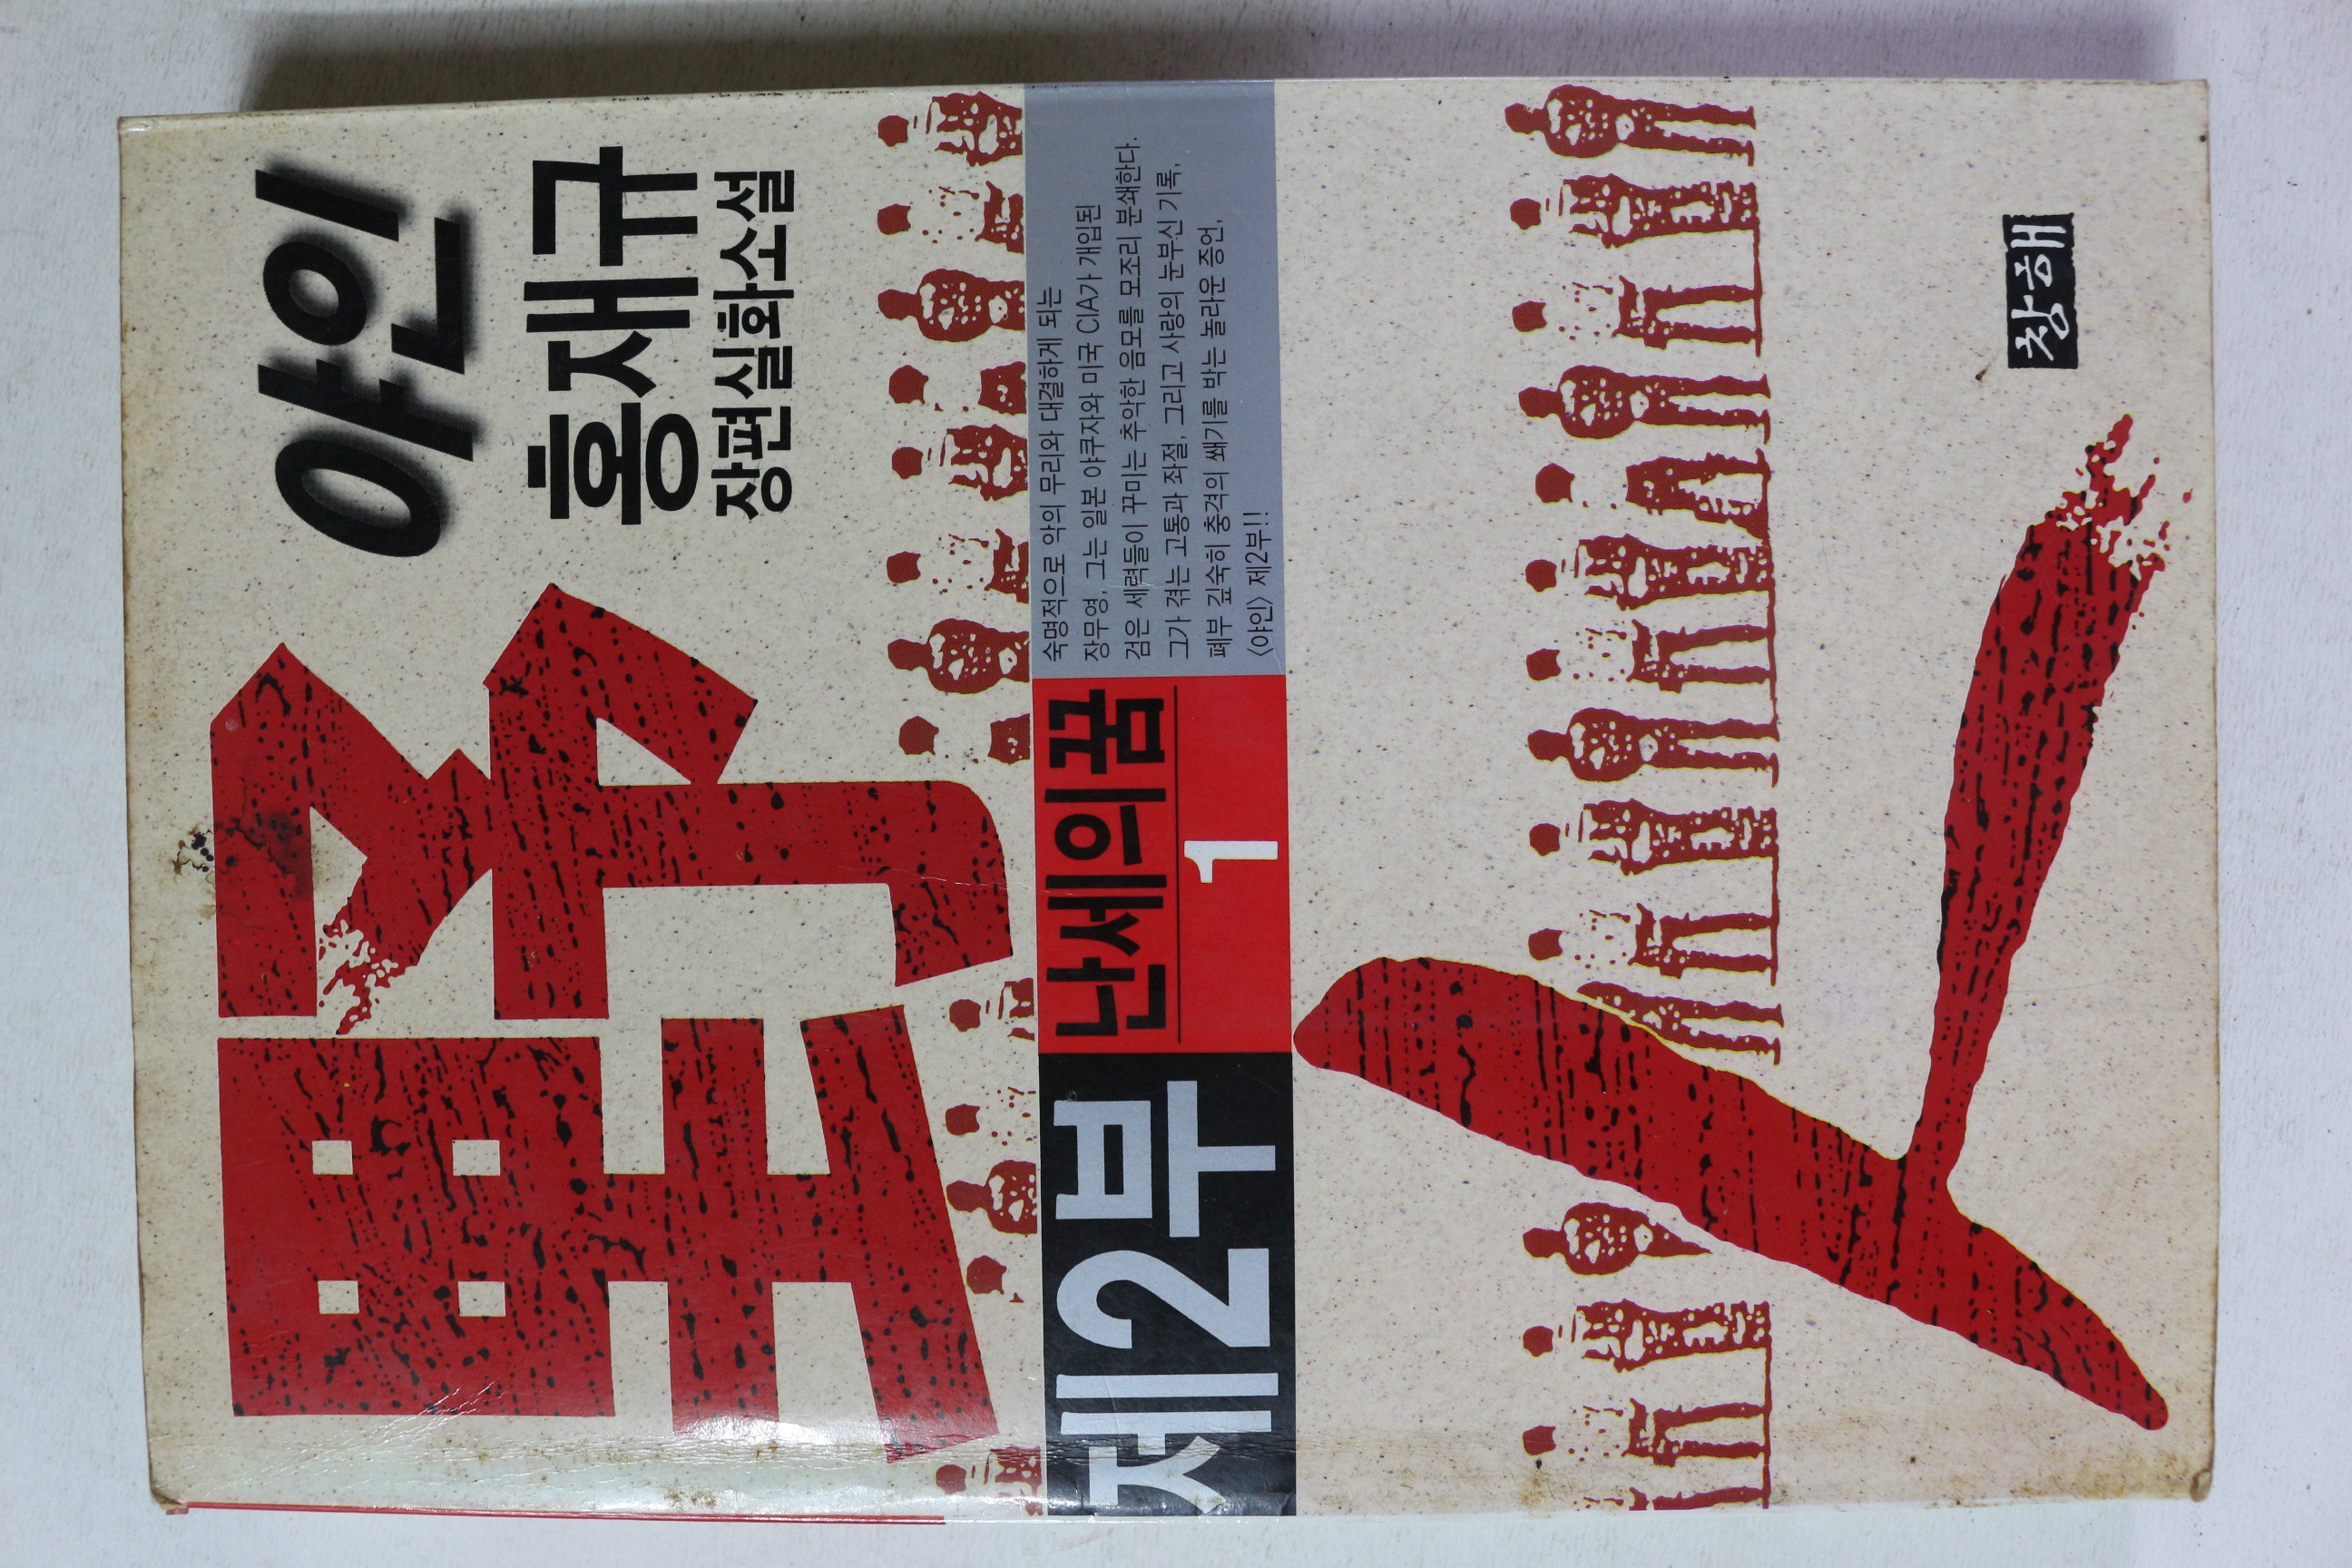 야인
野人
홍재규
장편실화소설
제2부
난세의 꿈
1
숙명적으로 악의 무리와 대결하게 되는
장무영, 그는 일본 야쿠자와 미국 CIA가 개입된
검은 세력들이 꾸미는 추악한 음모를 모조리 분쇄한다.
그가 겪는 고통과 좌절, 그리고 사랑의 눈부신 기록,
폐부 깊숙히 충격의 쐐기를 박는 놀라운 증언,
〈야인〉 제2부!!
창해